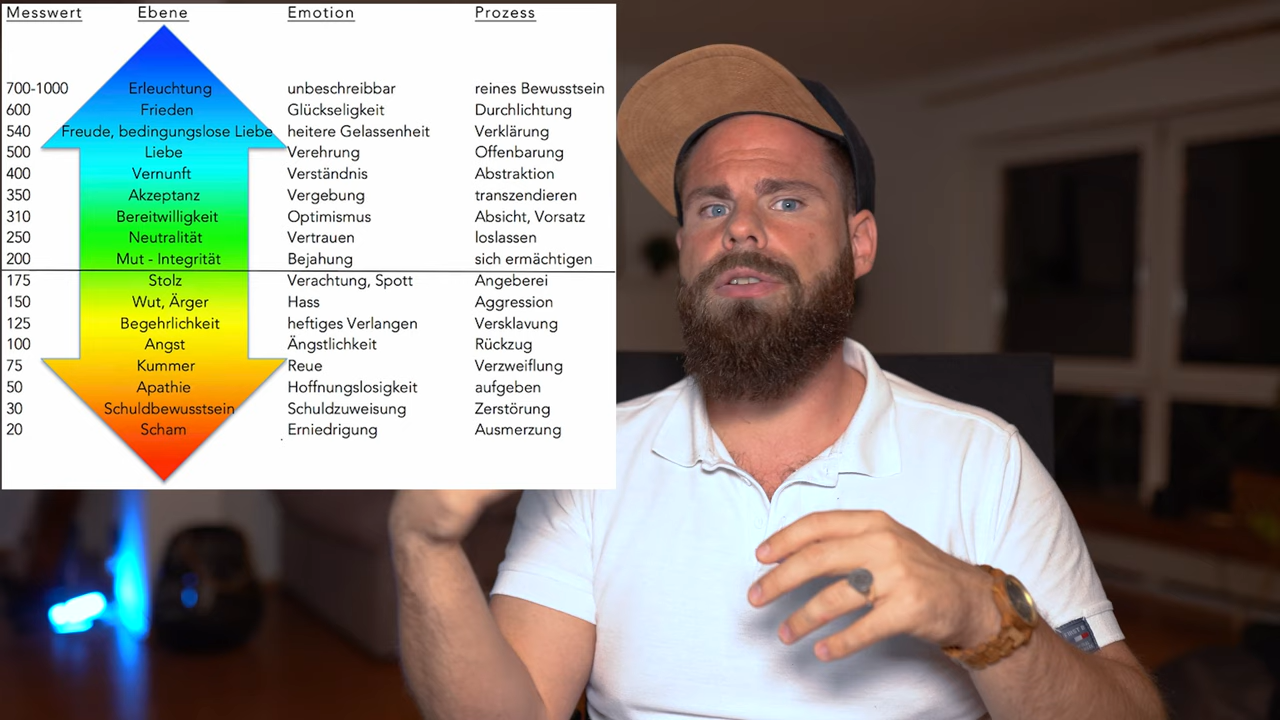 Messwert Ebene Emotion Prozess
700-1000 Erleuchtung unbeschreibbar reines Bewusstsein
600 Frieden Glückseligkeit Durchlichtung
540 Freude, bedingungslose Liebe heitere Gelassenheit Verklärung
500 Liebe Verehrung Offenbarung
400 Vernunft Verständnis Abstraktion
350 Akzeptanz Vergebung transzendieren
310 Bereitwilligkeit Optimismus Absicht, Vorsatz
250 Neutralität Vertrauen loslassen
200 Mut - Integrität Bejahung sich ermächtigen
175 Stolz Verachtung, Spott Angeberei
150 Wut, Ärger Hass Aggression
125 Begehrlichkeit heftiges Verlangen Versklavung
100 Angst Ängstlichkeit Rückzug
75 Kummer Reue Verzweiflung
50 Apathie Hoffnungslosigkeit aufgeben
30 Schuldbewusstsein Schuldzuweisung Zerstörung
20 Scham Erniedrigung Ausmerzung